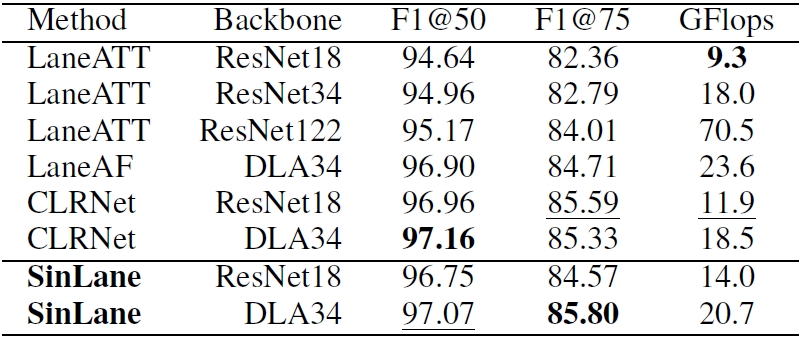 Method Backbone F1@50 F1@75 GFlops
LaneATT ResNet18 94.64 82.36 9.3
LaneATT ResNet34 94.96 82.79 18.0
LaneATT ResNet122 95.17 84.01 70.5
LaneAF DLA34 96.90 84.71 23.6
CLRNet ResNet18 96.96 85.59 11.9
CLRNet DLA34 97.16 85.33 18.5
SinLane ResNet18 96.75 84.57 14.0
SinLane DLA34 97.07 85.80 20.7